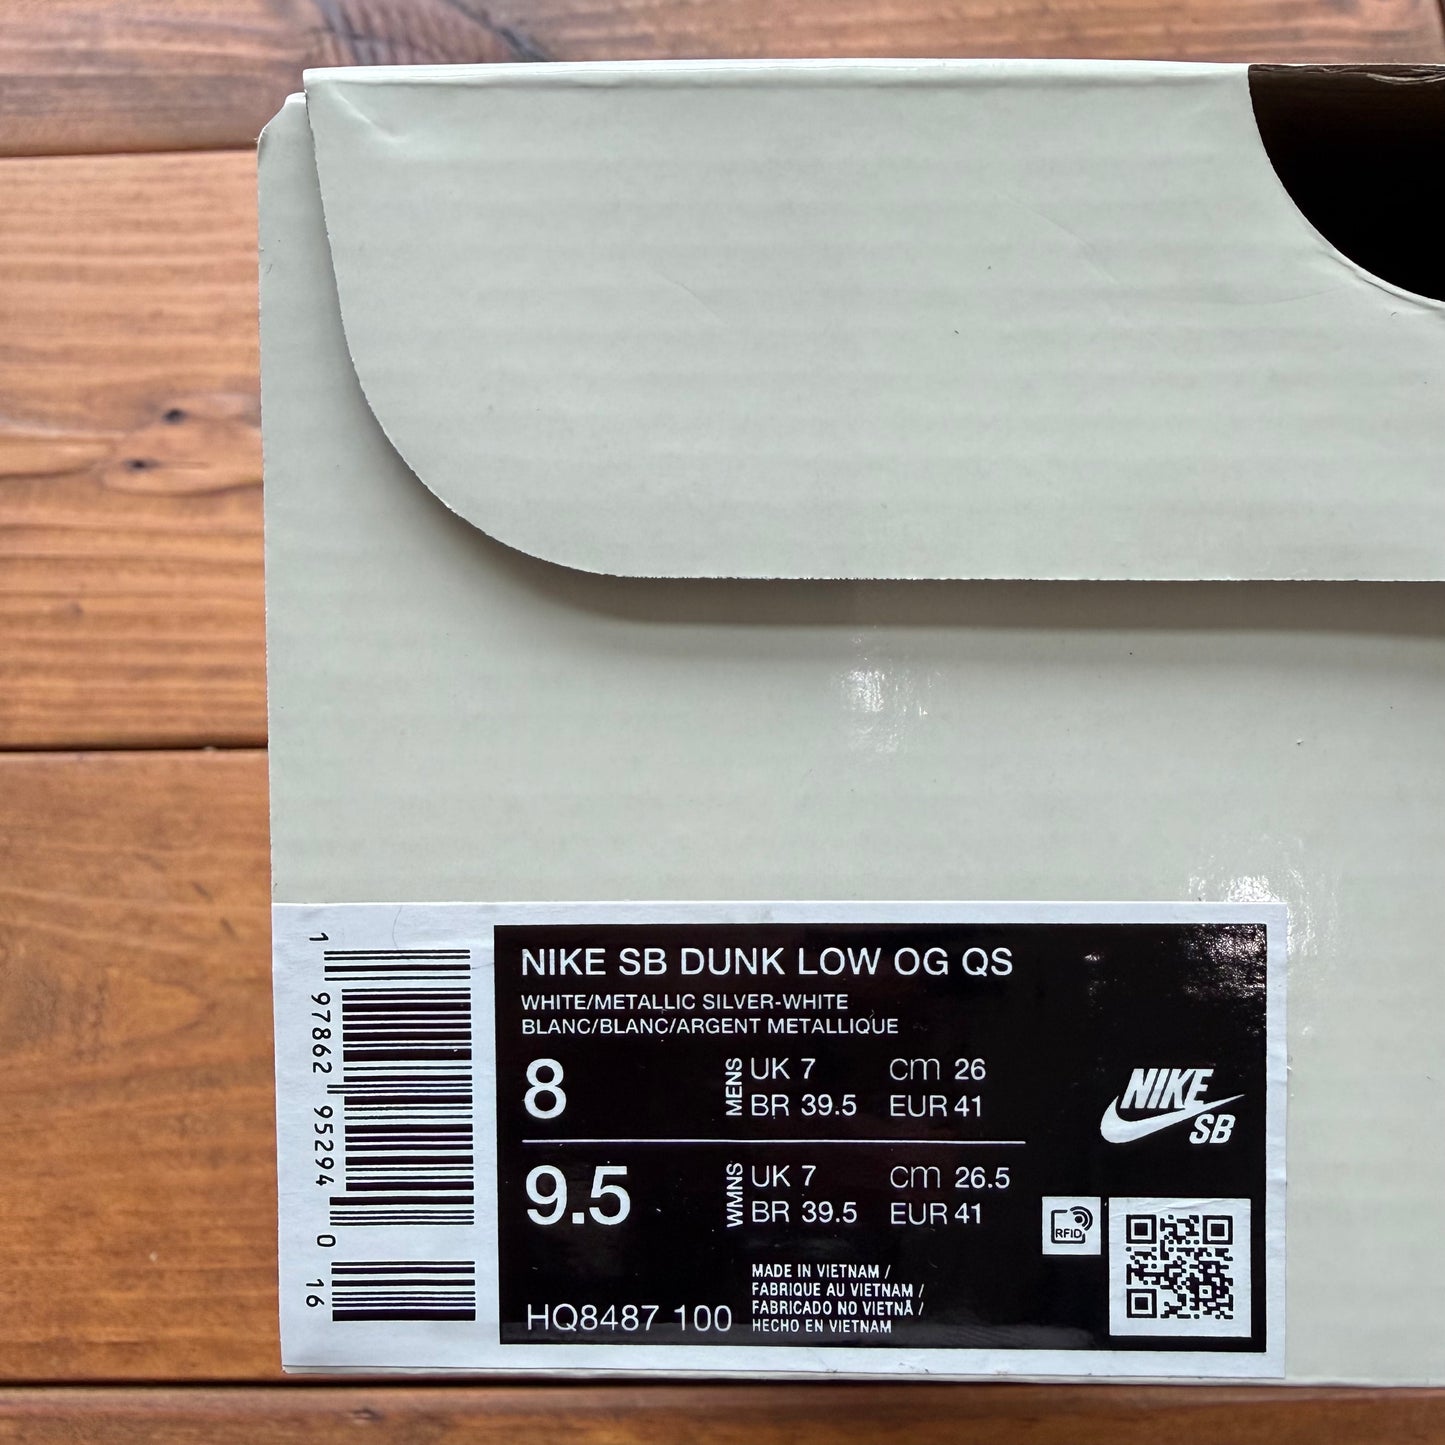 NIKE SB DUNK LOW OG QS
WHITE/METALLIC SILVER-WHITE
BLANC/BLANC/ARGENT METALLIQUE
8 MENS UK 7 cm 26
BR 39.5 EUR 41
9.5 WMNS UK 7 cm 26.5
BR 39.5 EUR 41
NIKE
SB
RFID
MADE IN VIETNAM /
FABRIQUE AU VIETNAM /
FABRICADO NO VIETNÃ /
HECHO EN VIETNAM
HQ8487 100
1 97862 95294 0 16